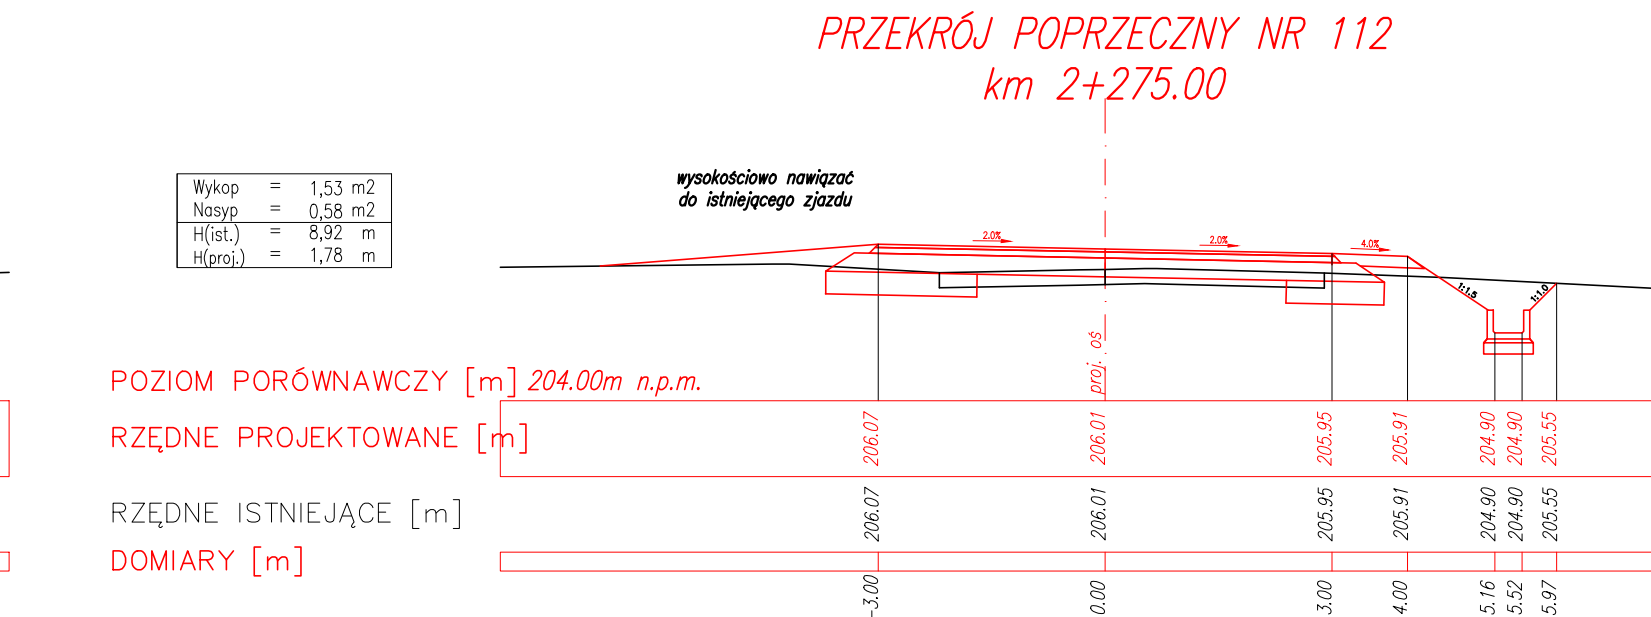 PRZEKRÓJ POPRZECZNY NR 112
km 2+275.00
wysokościowo nawiązać
do istniejącego zjazdu
Wykop = 1,53 m2
Nasyp = 0,58 m2
H(ist.) = 8,92 m
H(proj.) = 1,78 m
2.0% 2.0% 4.0%
1:1.5 1:1.0
proj. oś
POZIOM PORÓWNAWCZY [m] 204.00m n.p.m.
RZĘDNE PROJEKTOWANE [m] 206.07 206.01 205.95 205.91 204.90 204.90 205.55
RZĘDNE ISTNIEJĄCE [m] 206.07 206.01 205.95 205.91 204.90 204.90 205.55
DOMIARY [m] -3.00 0.00 3.00 4.00 5.16 5.52 5.97